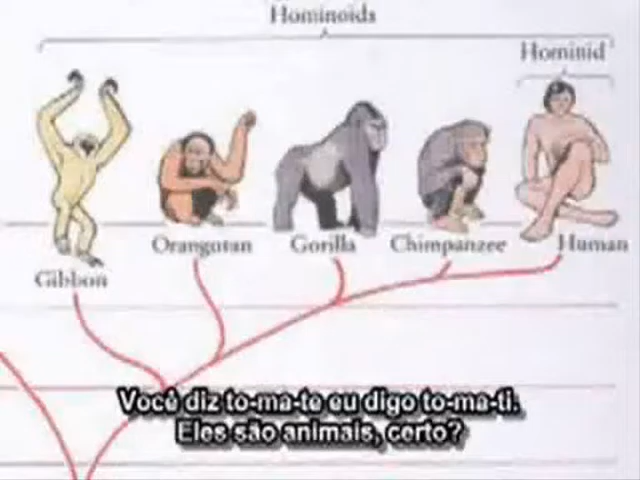 Hominoids
Hominid
Orangutan
Gorilla
Chimpanzee
Human
Gibbon
Você diz to-ma-te eu digo to-ma-ti.
Eles são animais, certo?